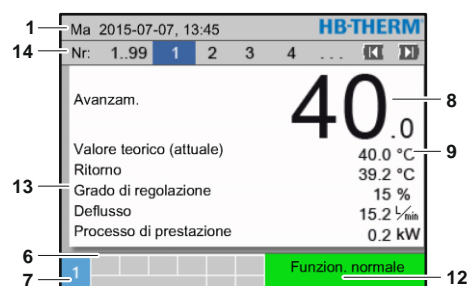 1 Ma 2015-07-07, 13:45 HB-THERM
14 Nr: 1..99 1 2 3 4 ...
Avanzam. 40.0 8
Valore teorico (attuale) 40.0 °C 9
Ritorno 39.2 °C
13 Grado di regolazione 15 %
Deflusso 15.2 L/min
Processo di prestazione 0.2 kW
6
7 1 Funzion. normale 12